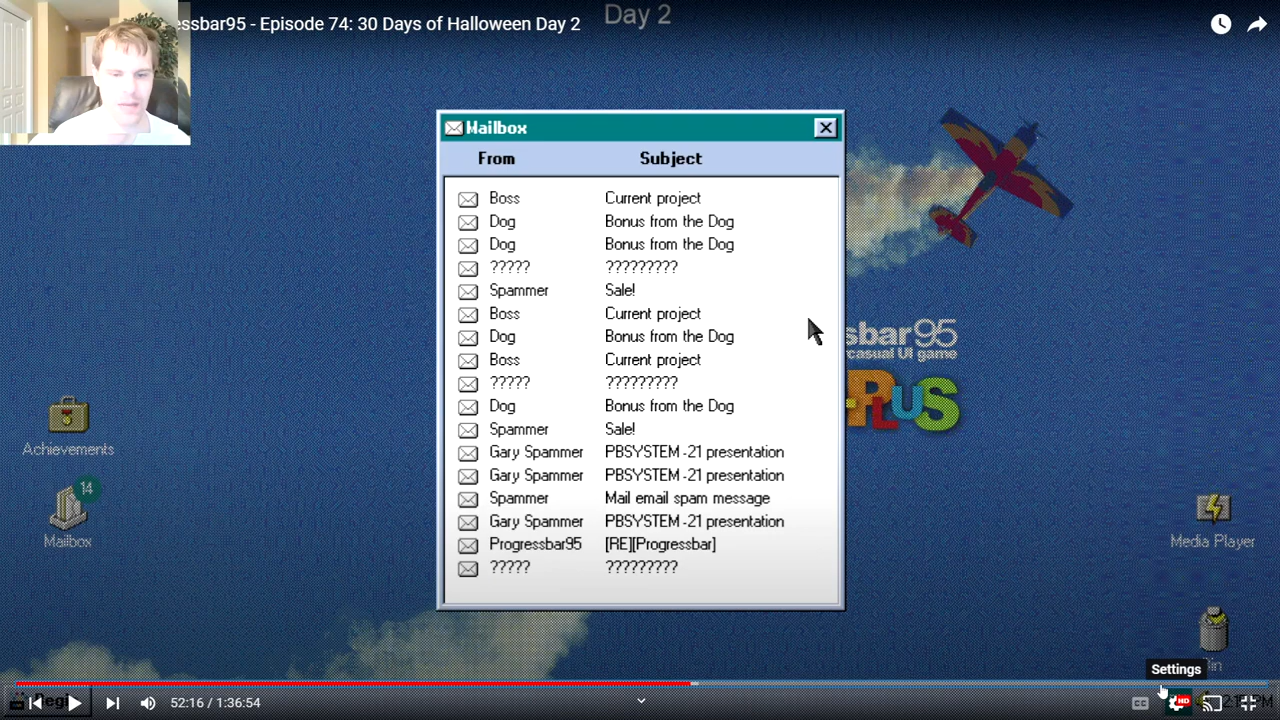 essbar95 - Episode 74: 30 Days of Halloween Day 2
Day 2
Mailbox
From Subject
Boss Current project
Dog Bonus from the Dog
Dog Bonus from the Dog
????? ?????????
Spammer Sale!
Boss Current project
Dog Bonus from the Dog
Boss Current project
????? ?????????
Dog Bonus from the Dog
Spammer Sale!
Gary Spammer PBSYSTEM-21 presentation
Gary Spammer PBSYSTEM-21 presentation
Spammer Mail email spam message
Gary Spammer PBSYSTEM-21 presentation
Progressbar95 [RE][Progressbar]
????? ?????????
sbar95
rcasual UI game
PLUS
Achievements
14
Mailbox
Media Player
Settings
52:16 / 1:36:54
CC
HD